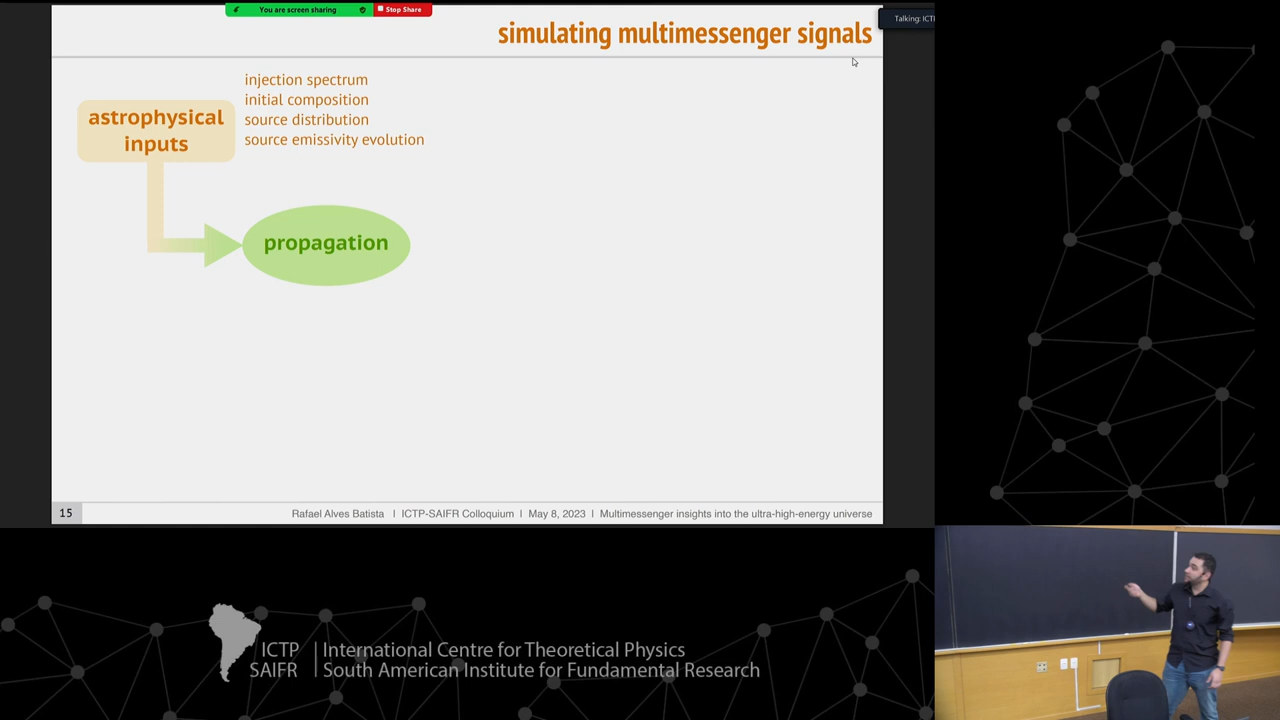 You are screen sharing
Stop Share
Talking: ICTI
simulating multimessenger signals
injection spectrum
initial composition
source distribution
source emissivity evolution
astrophysical
inputs
propagation
15
Rafael Alves Batista | ICTP-SAIFR Colloquium | May 8, 2023 | Multimessenger insights into the ultra-high-energy universe
ICTP
SAIFR
International Centre for Theoretical Physics
South American Institute for Fundamental Research